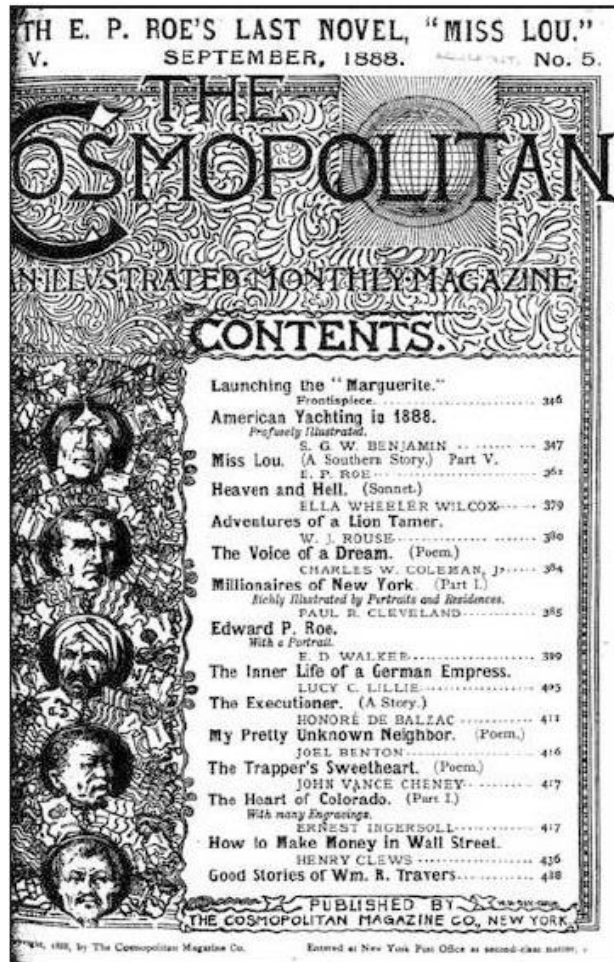 TH E. P. ROE'S LAST NOVEL, "MISS LOU."
V. SEPTEMBER, 1888. No. 5.
THE
COSMOPOLITAN
AN ILLVSTRATED MONTHLY MAGAZINE
CONTENTS.
Launching the "Marguerite."
Frontispiece. 346
American Yachting in 1888.
Profusely Illustrated.
S. G. W. BENJAMIN 347
Miss Lou. (A Southern Story.) Part V.
E. P. ROE 361
Heaven and Hell. (Sonnet.)
ELLA WHEELER WILCOX 379
Adventures of a Lion Tamer.
W. J. ROUSE 380
The Voice of a Dream. (Poem.)
CHARLES W. COLEMAN, Jr 384
Millionaires of New York (Part I.)
Richly Illustrated by Portraits and Residences.
PAUL R. CLEVELAND 385
Edward P. Roe.
With a Portrait.
E. D. WALKER 399
The Inner Life of a German Empress.
LUCY C. LILLIE 403
The Executioner. (A Story.)
HONORÉ DE BALZAC 411
My Pretty Unknown Neighbor. (Poem.)
JOEL BENTON 416
The Trapper's Sweetheart. (Poem.)
JOHN VANCE CHENEY 417
The Heart of Colorado. (Part I.)
With many Engravings.
ERNEST INGERSOLL 417
How to Make Money in Wall Street.
HENRY CLEWS 436
Good Stories of Wm. R. Travers 438
PUBLISHED BY
THE COSMOPOLITAN MAGAZINE CO., NEW YORK
1888, by The Cosmopolitan Magazine Co. Entered at New York Post Office as second-class matter,